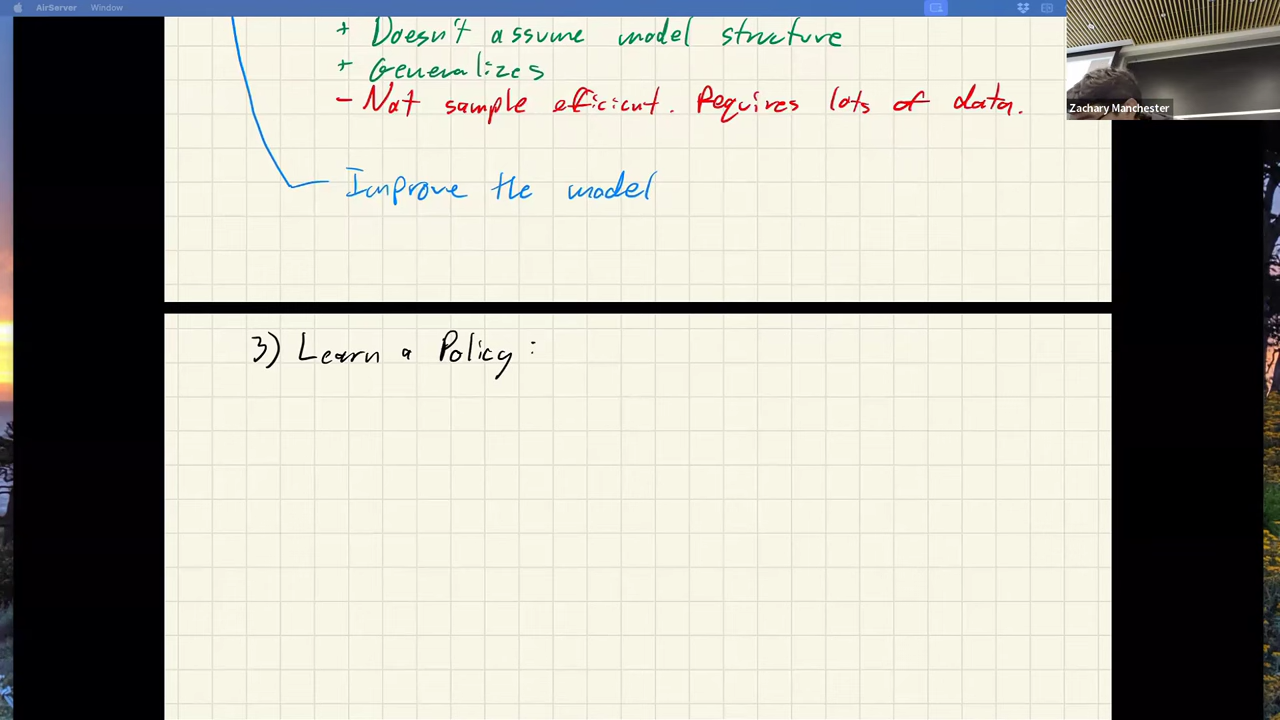 AirServer Window
+ Doesn't assume model structure
+ Generalizes
- Not sample efficient. Requires lots of data.
Zachary Manchester
Improve the model
3) Learn a Policy: